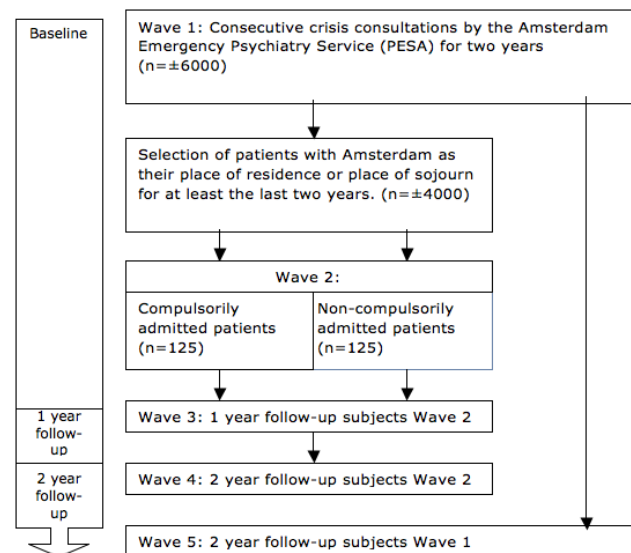 Baseline
Wave 1: Consecutive crisis consultations by the Amsterdam
Emergency Psychiatry Service (PESA) for two years
(n=±6000)
Selection of patients with Amsterdam as
their place of residence or place of sojourn
for at least the last two years. (n=±4000)
Wave 2:
Compulsorily
admitted patients
(n=125)
Non-compulsorily
admitted patients
(n=125)
1 year
follow-
up
Wave 3: 1 year follow-up subjects Wave 2
2 year
follow-
up
Wave 4: 2 year follow-up subjects Wave 2
Wave 5: 2 year follow-up subjects Wave 1